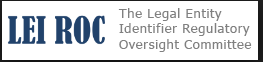 LEI ROC
The Legal Entity
Identifier Regulatory
Oversight Committee